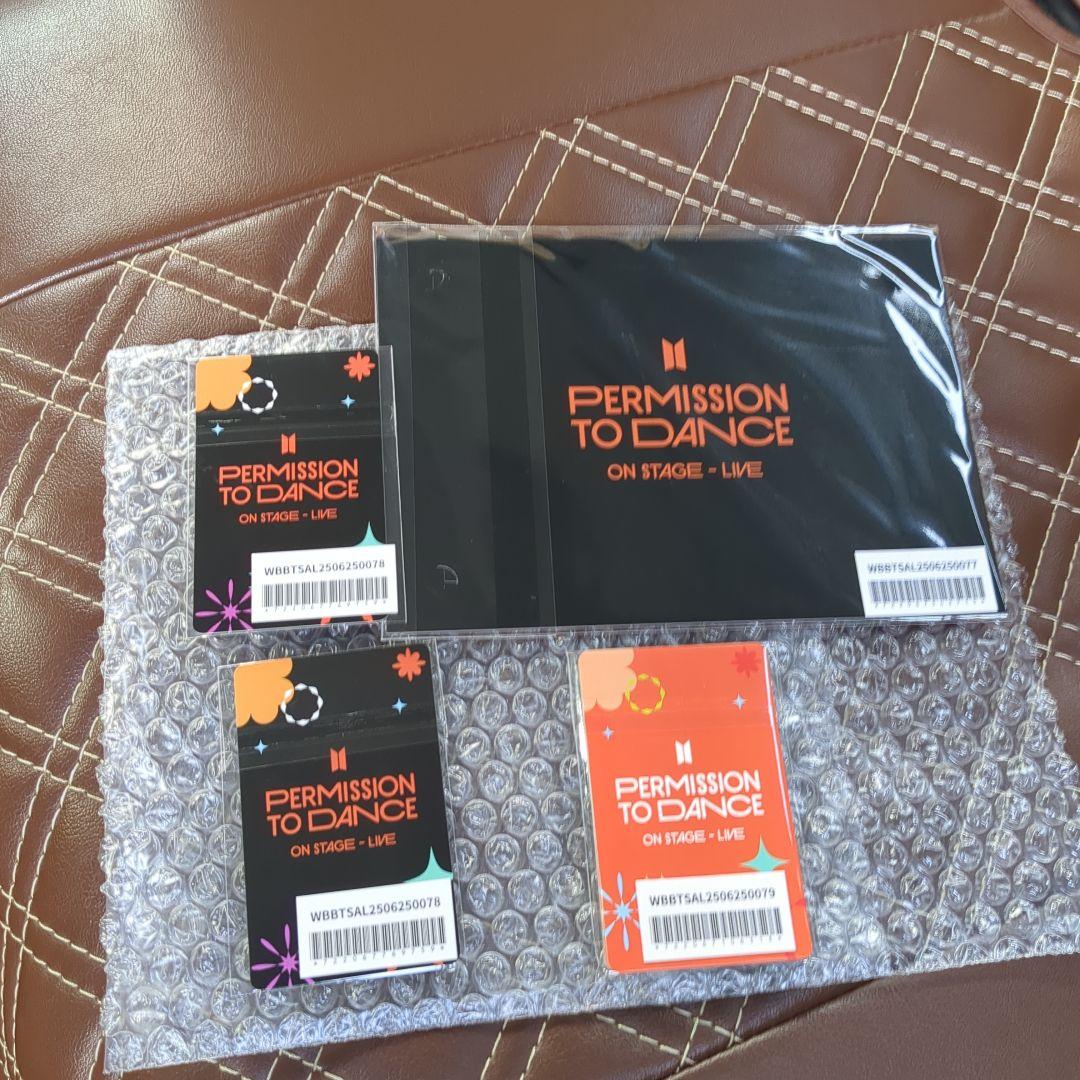 PERMISSION
TO DANCE
ON STAGE - LIVE
WBBTSAL2506250077
PERMISSION
TO DANCE
ON STAGE - LIVE
WBBTSAL2506250078
PERMISSION
TO DANCE
ON STAGE - LIVE
WBBTSAL2506250078
PERMISSION
TO DANCE
ON STAGE - LIVE
WBBTSAL2506250079